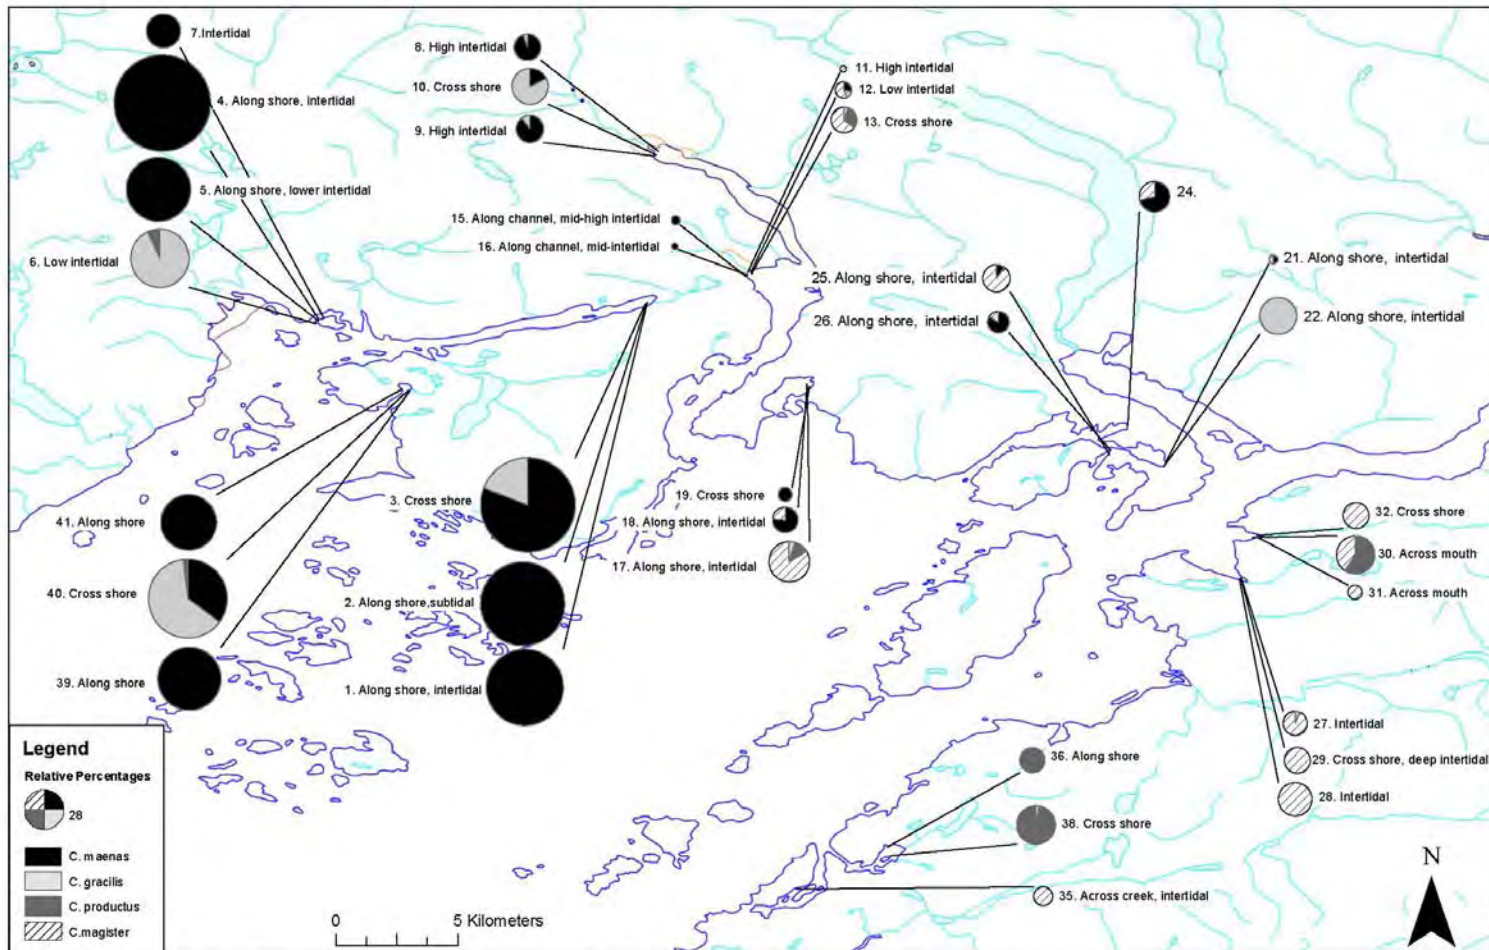 7.Intertidal
4. Along shore, intertidal
5. Along shore, lower intertidal
6. Low intertidal
8. High intertidal
10. Cross shore
9. High intertidal
11. High intertidal
12. Low intertidal
13. Cross shore
15. Along channel, mid-high intertidal
16. Along channel, mid-intertidal
24.
25. Along shore, intertidal
26. Along shore, intertidal
21. Along shore, intertidal
22. Along shore, intertidal
41. Along shore
40. Cross shore
39. Along shore
3. Cross shore
2. Along shore,subtidal
1. Along shore, intertidal
19. Cross shore
18. Along shore, intertidal
17. Along shore, intertidal
32. Cross shore
30. Across mouth
31. Across mouth
27. Intertidal
29. Cross shore, deep intertidal
28. Intertidal
36. Along shore
38. Cross shore
35. Across creek, intertidal
Legend
Relative Percentages
28
C. maenas
C. gracilis
C. productus
C.magister
0 5 Kilometers
N